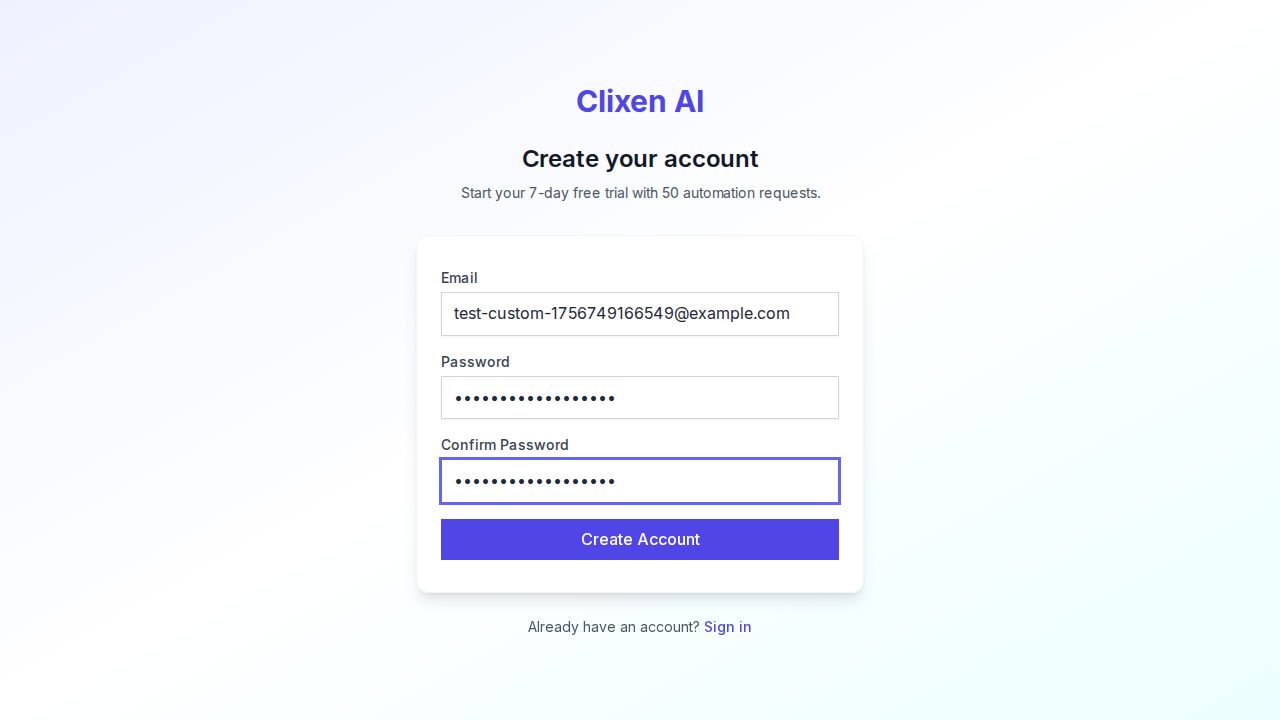 Clixen AI
Create your account
Start your 7-day free trial with 50 automation requests.
Email
test-custom-1756749166549@example.com
Password
••••••••••••••••••
Confirm Password
••••••••••••••••••
Create Account
Already have an account? Sign in